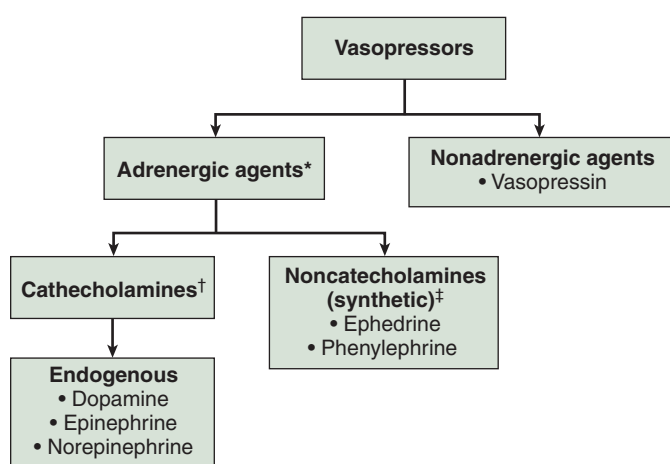 Vasopressors
Adrenergic agents*
Nonadrenergic agents
• Vasopressin
Cathecholamines†
Noncatecholamines
(synthetic)‡
• Ephedrine
• Phenylephrine
Endogenous
• Dopamine
• Epinephrine
• Norepinephrine